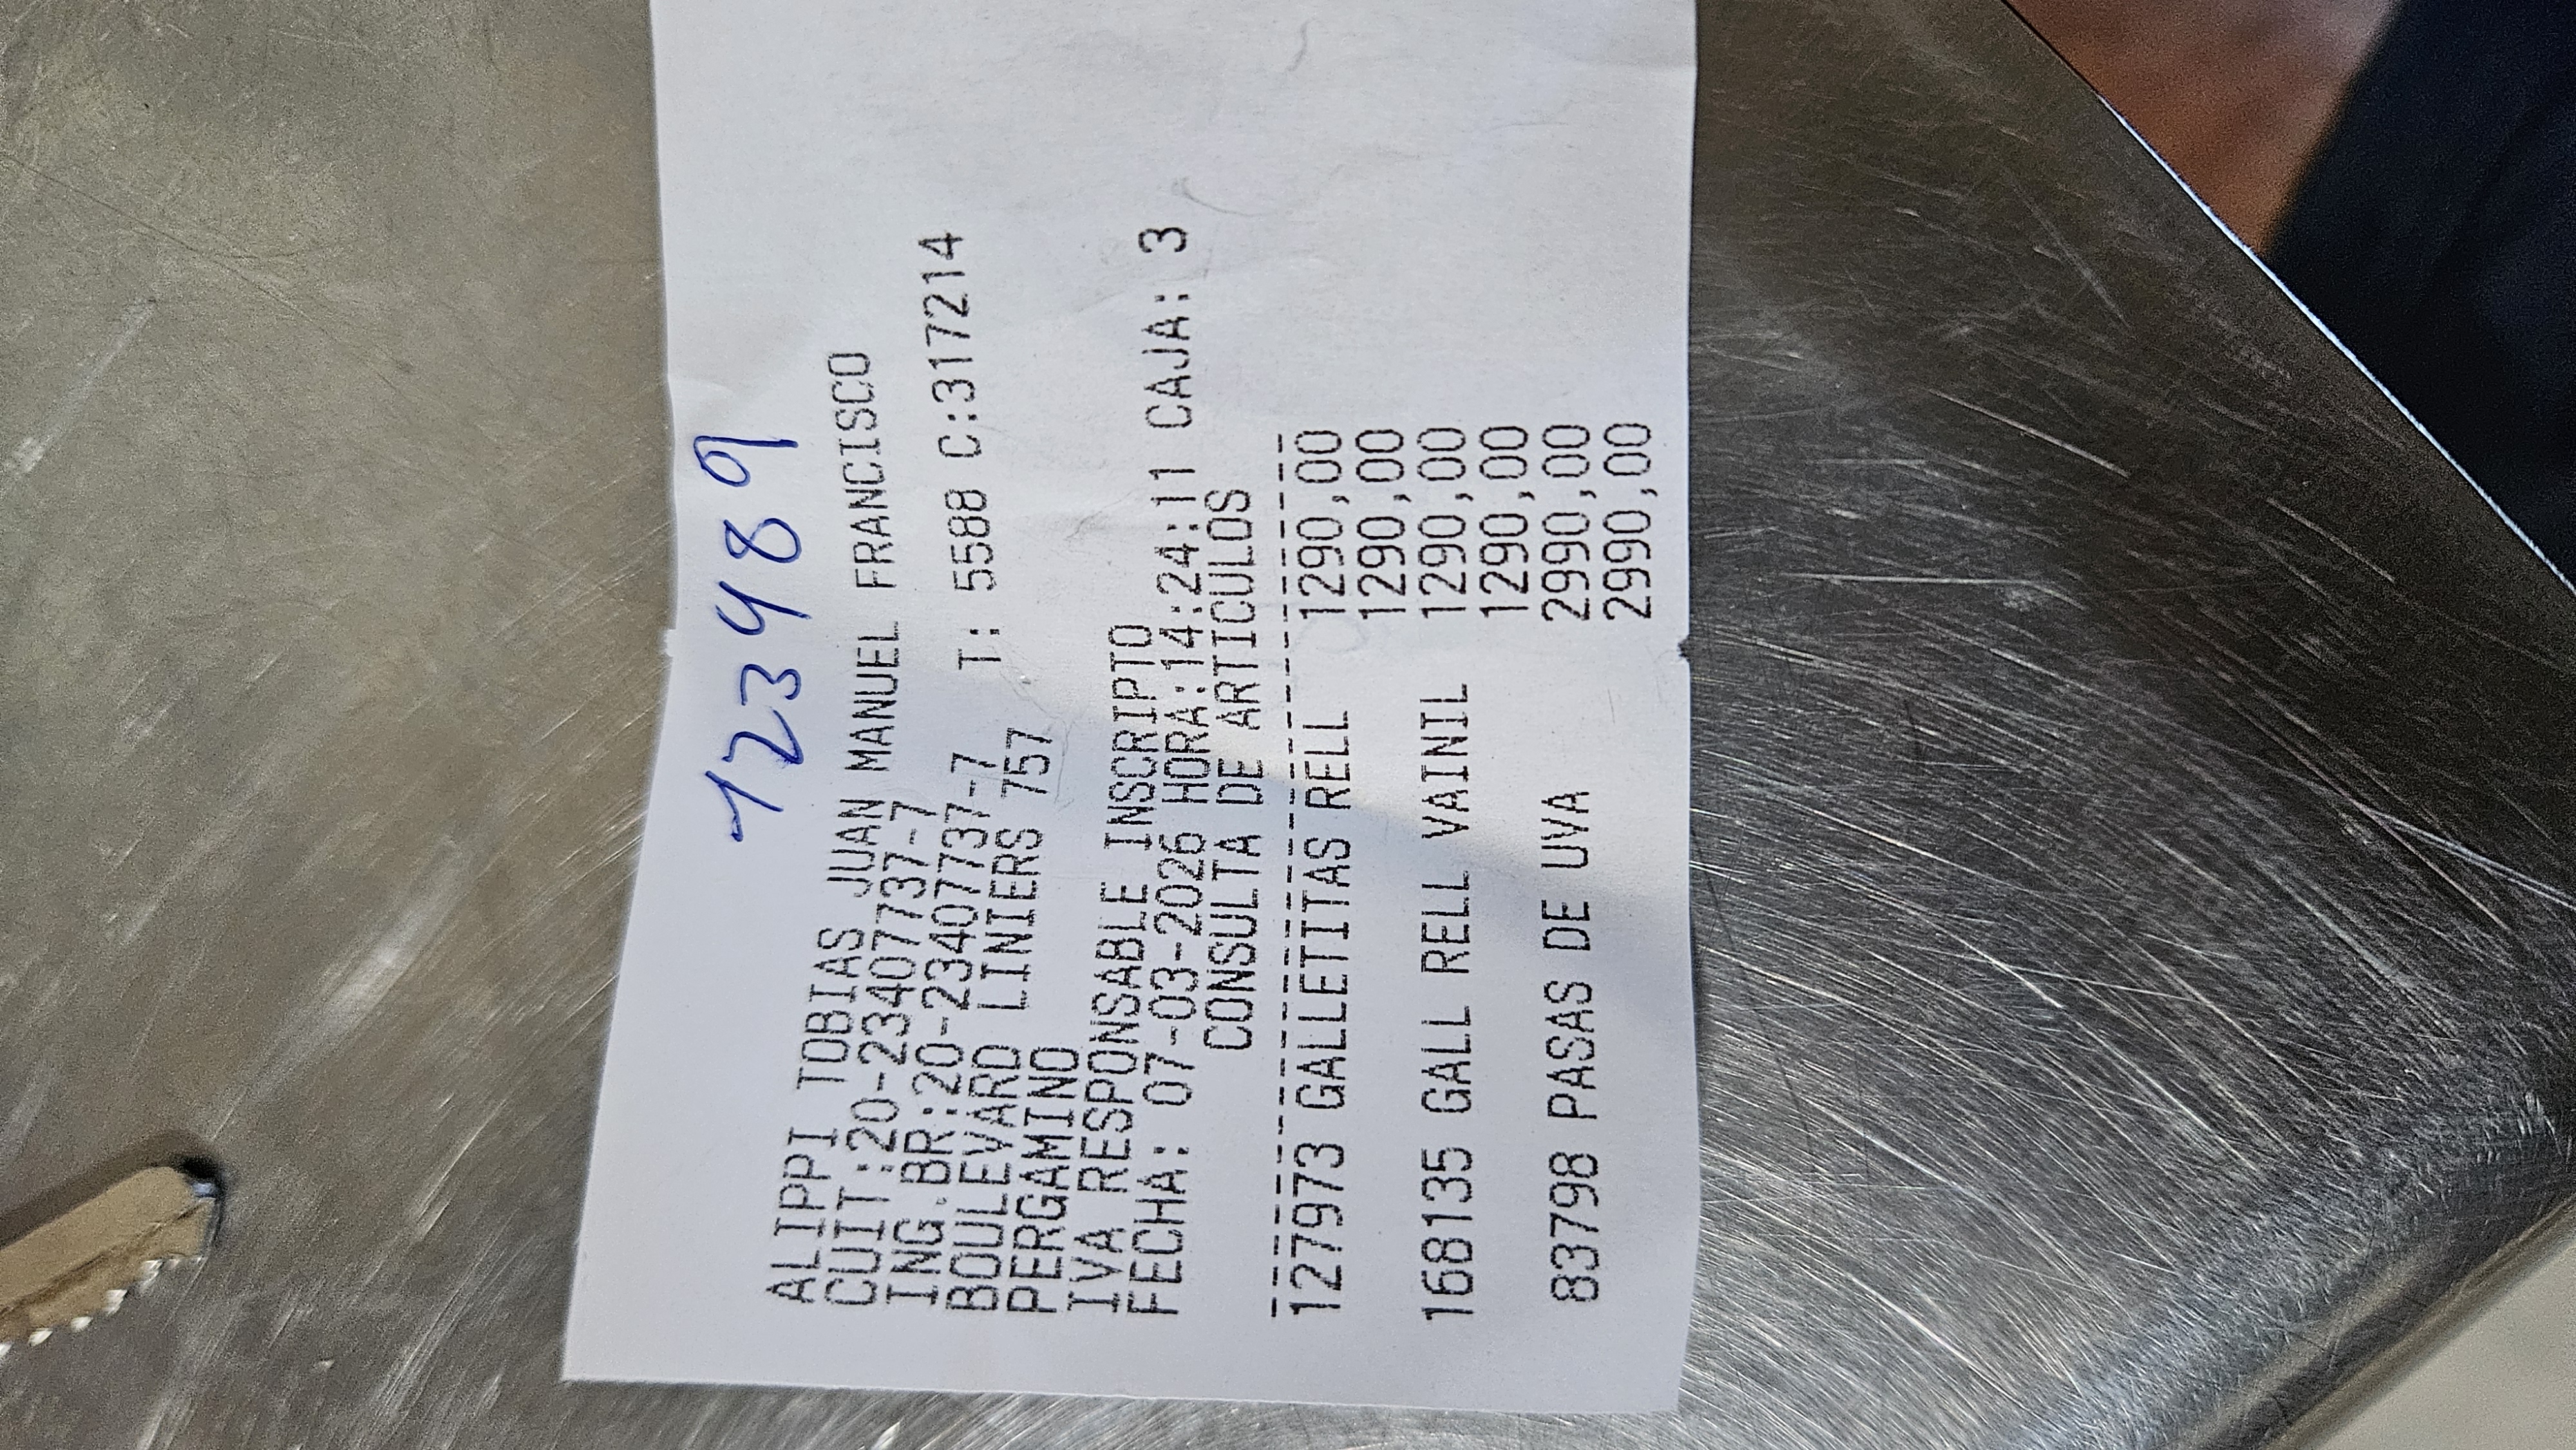 123489
ALIPPI TOBIAS JUAN MANUEL FRANCISCO
CUIT:20-23407737-7
ING.BR:20-23407737-7 T: 5588 C:317214
BOULEVARD LINIERS 757
PERGAMINO
IVA RESPONSABLE INSCRIPTO
FECHA: 07-03-2026 HORA:14:24:11 CAJA: 3
CONSULTA DE ARTICULOS
127973 GALLETITAS RELL 1290,00
1290,00
168135 GALL RELL VAINIL 1290,00
1290,00
83798 PASAS DE UVA 2990,00
2990,00